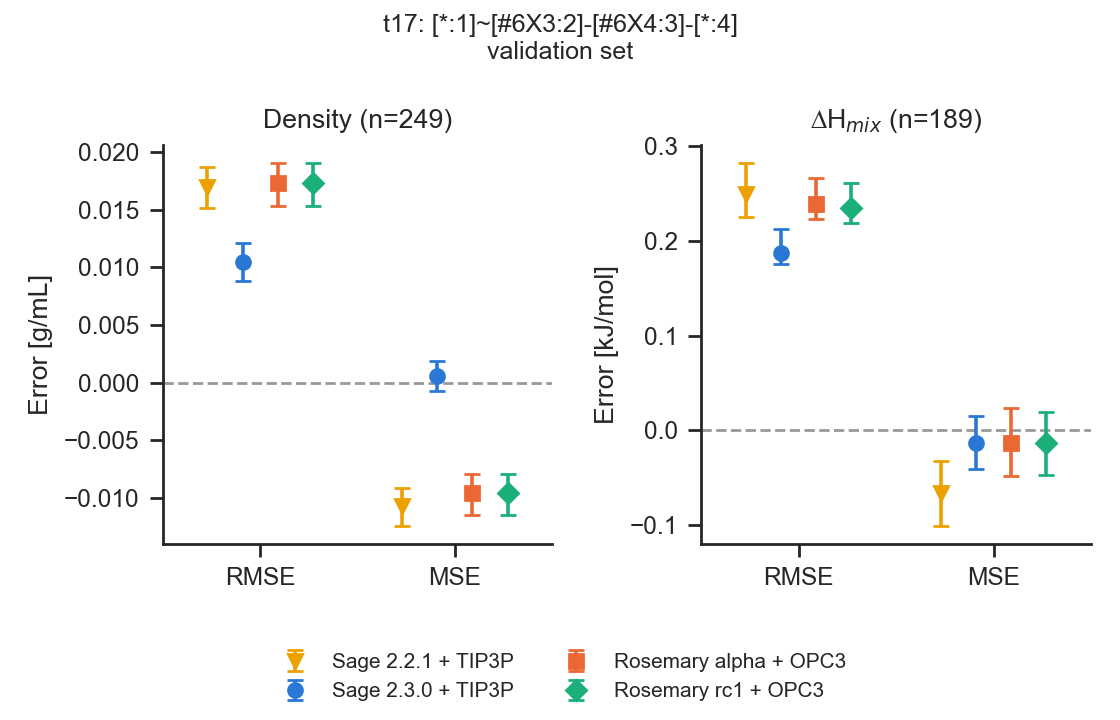 t17: [*:1]~[#6X3:2]-[#6X4:3]-[*:4]
validation set
Density (n=249)
ΔHmix (n=189)
Error [g/mL]
0.020
0.015
0.010
0.005
0.000
−0.005
−0.010
RMSE
MSE
Error [kJ/mol]
0.3
0.2
0.1
0.0
−0.1
RMSE
MSE
Sage 2.2.1 + TIP3P
Sage 2.3.0 + TIP3P
Rosemary alpha + OPC3
Rosemary rc1 + OPC3